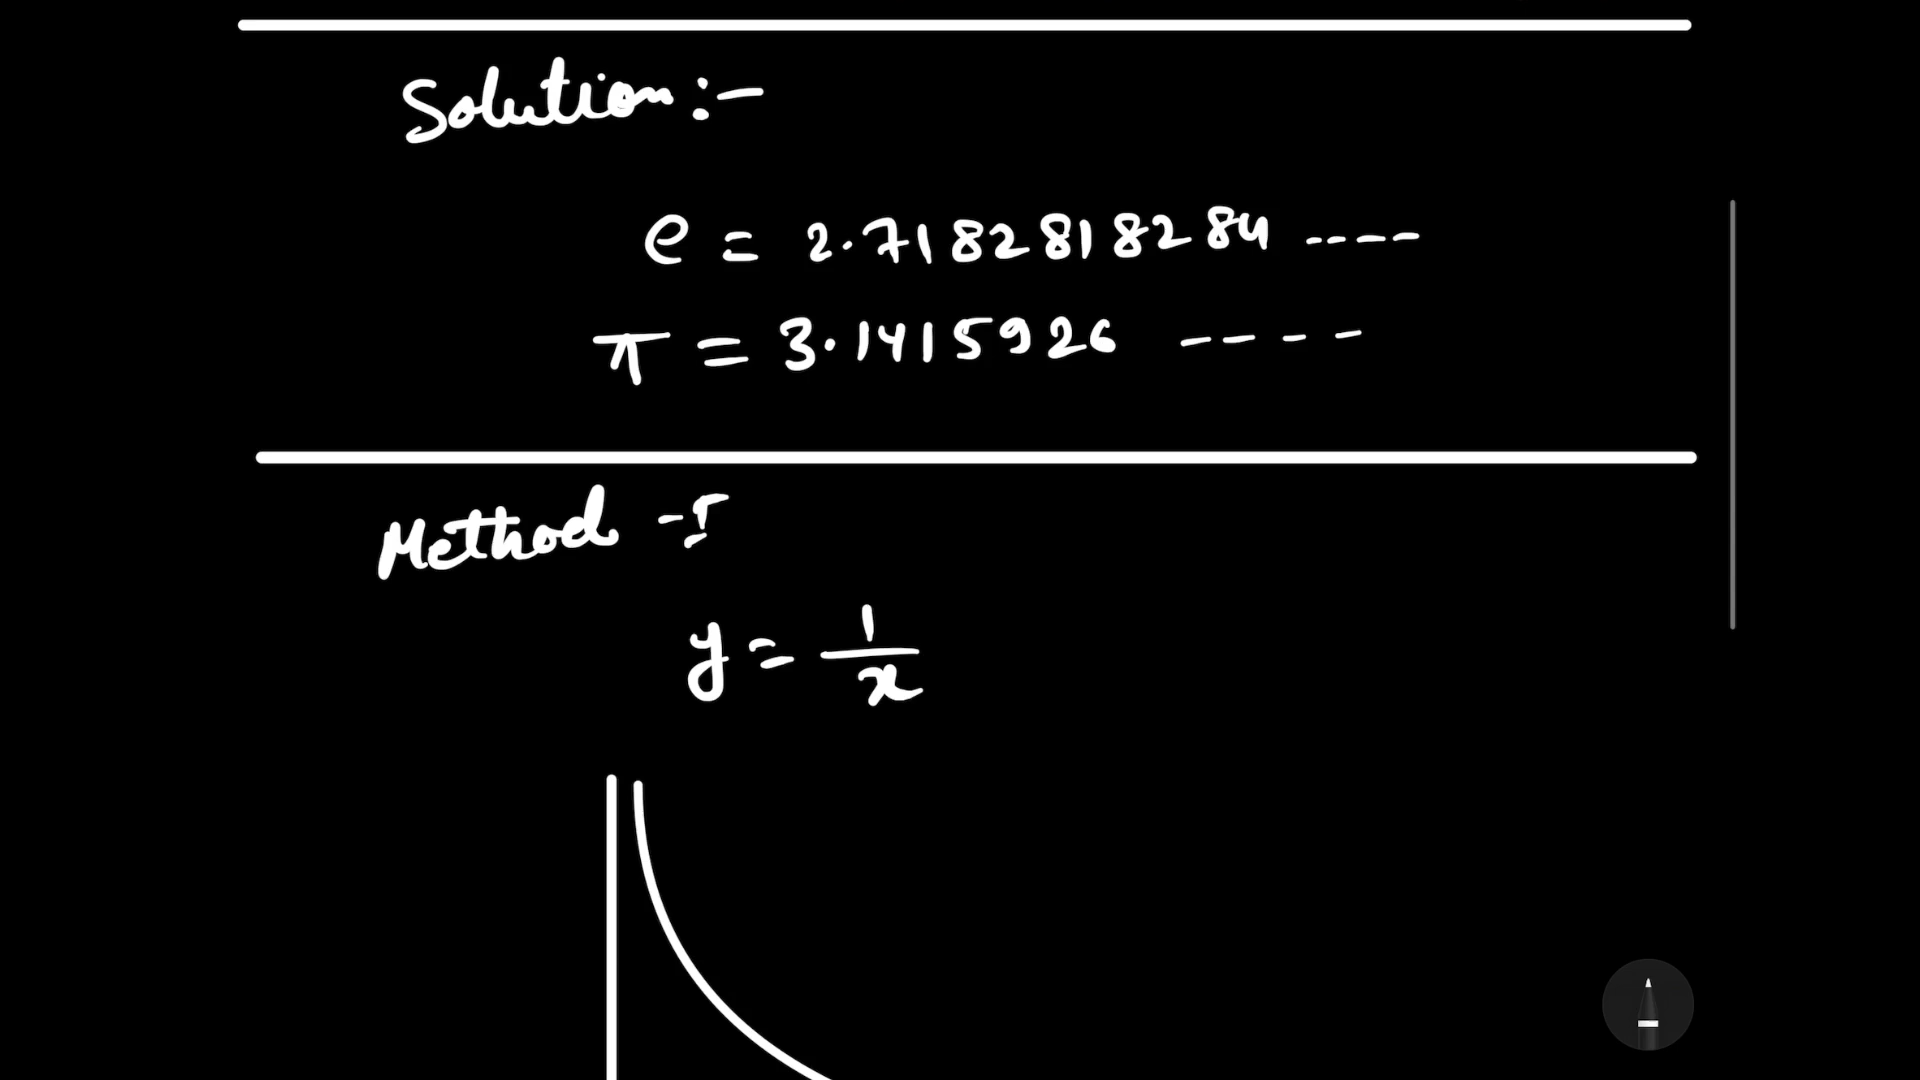 Solution:-
e = 2.7182818284 ----
π = 3.1415926 ----
Method -:
y = 1/x